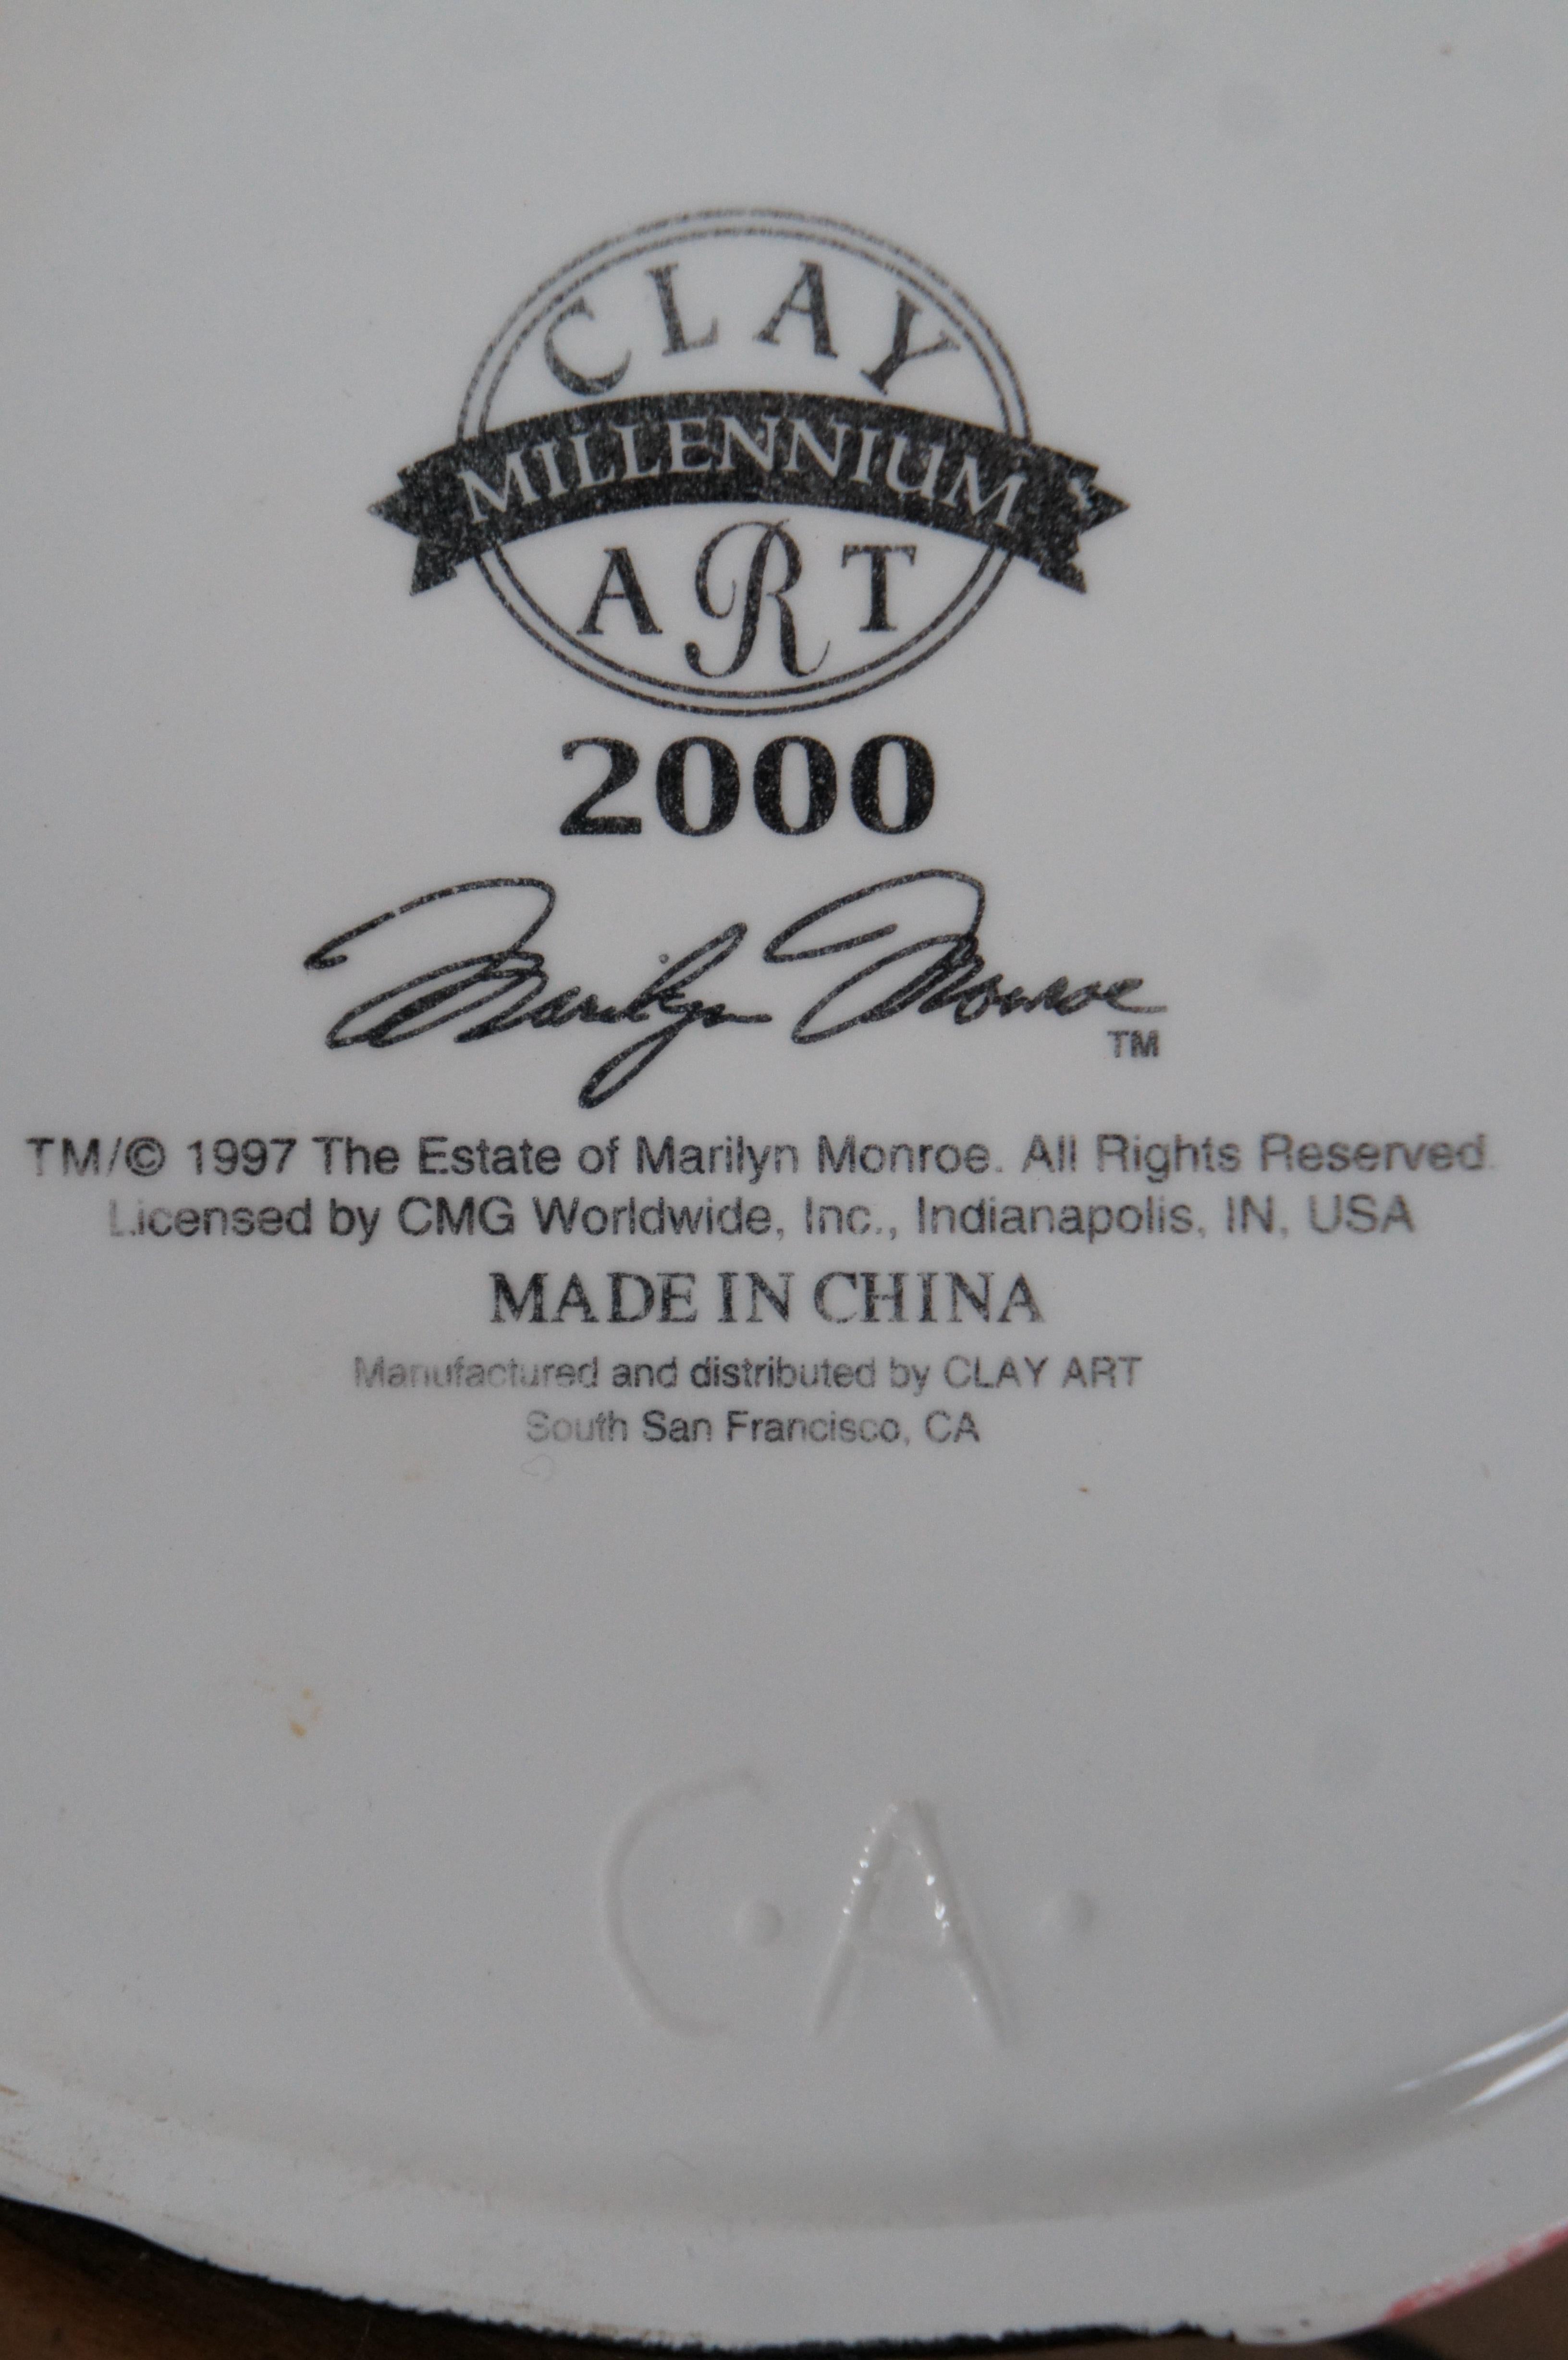 CLAY
MILLENNIUM
ART
2000
Marilyn Monroe
TM
TM/© 1997 The Estate of Marilyn Monroe. All Rights Reserved.
Licensed by CMG Worldwide, Inc., Indianapolis, IN, USA
MADE IN CHINA
Manufactured and distributed by CLAY ART
South San Francisco, CA
C.A.